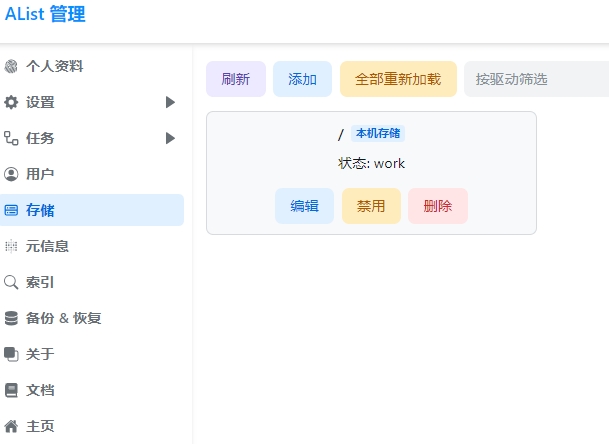 AList 管理
个人资料
设置
任务
用户
存储
元信息
索引
备份 & 恢复
关于
文档
主页
刷新 添加 全部重新加载 按驱动筛选
/ 本机存储
状态: work
编辑 禁用 删除